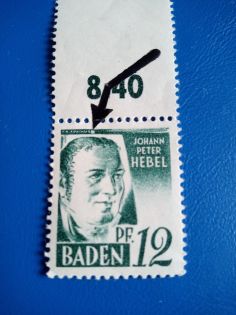 8,40
JOHANN
PETER
HEBEL
PF. 12
BADEN